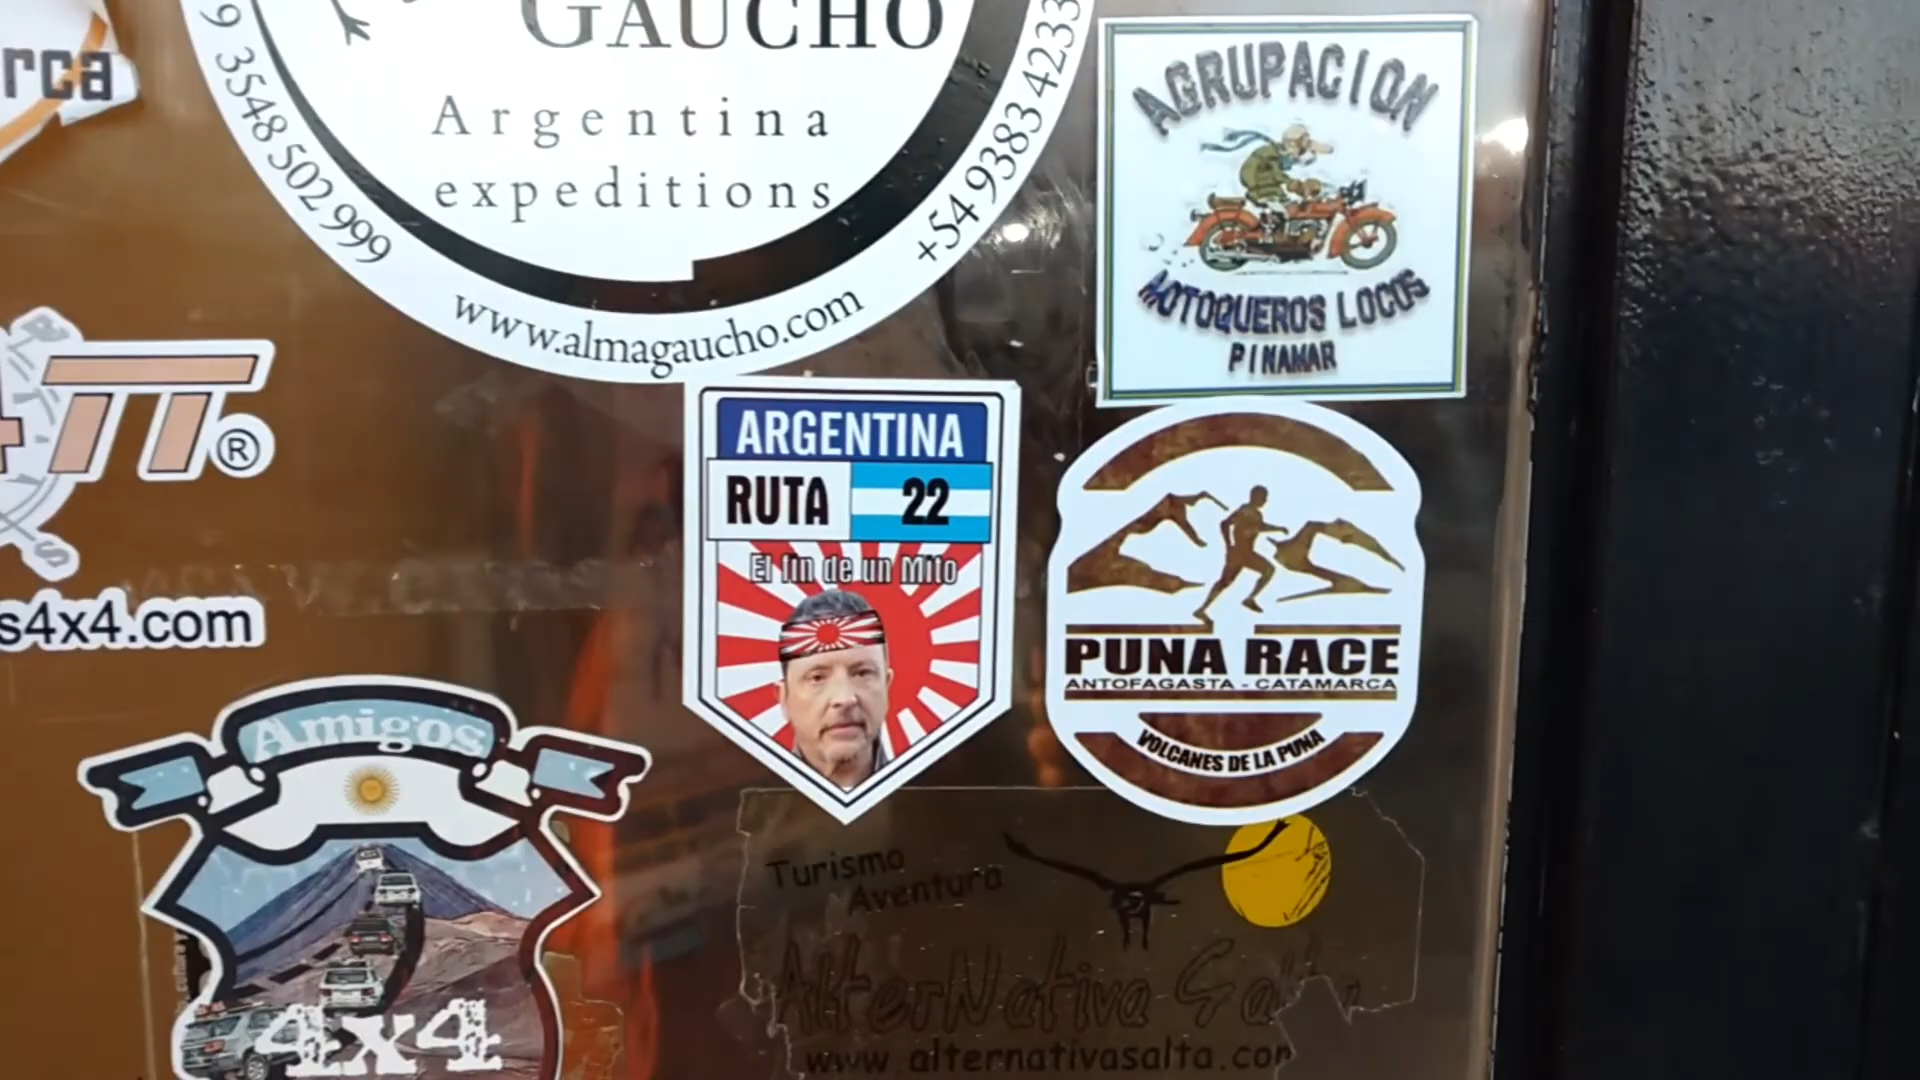 rca
GAUCHO
Argentina
expeditions
9 3548 502 999
+54 9383 4233
www.almagaucho.com
AGRUPACION
MOTOQUEROS LOCOS
PINAMAR
®
s4x4.com
ARGENTINA
RUTA 22
El fin de un Mito
PUNA RACE
ANTOFAGASTA - CATAMARCA
VOLCANES DE LA PUNA
Amigos
4x4
Turismo
Aventura
AlterNativa Salta
www.alternativasalta.com